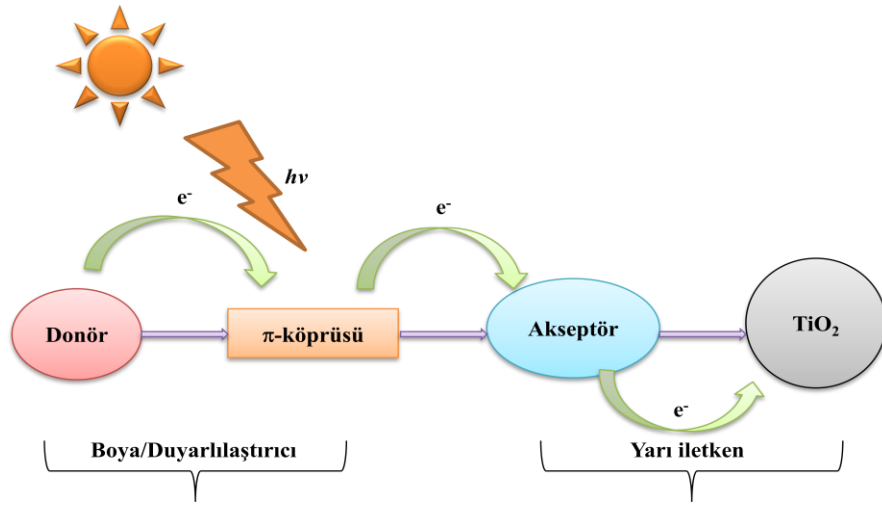 hv
e-
e-
Donör
π-köprüsü
Akseptör
TiO2
e-
Boya/Duyarlılaştırıcı
Yarı iletken